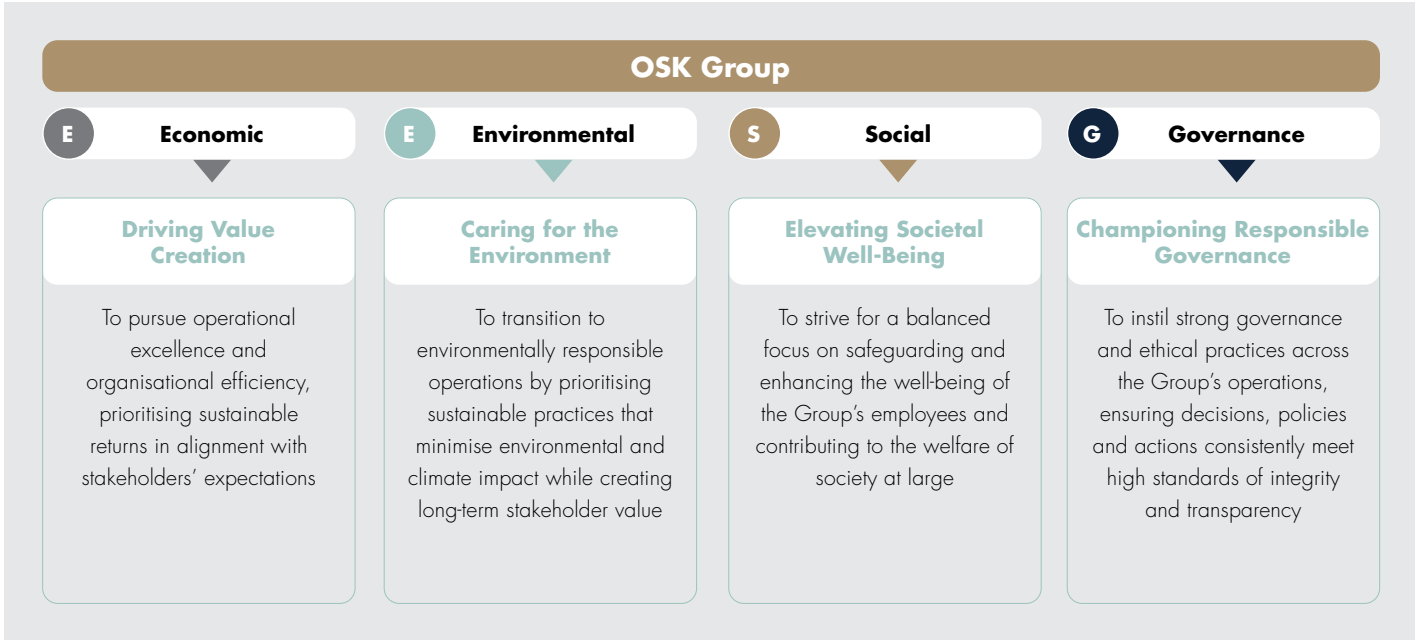 OSK Group
E
Economic
Driving Value
Creation
To pursue operational
excellence and
organisational efficiency,
prioritising sustainable
returns in alignment with
stakeholders' expectations
E
Environmental
Caring for the
Environment
To transition to
environmentally responsible
operations by prioritising
sustainable practices that
minimise environmental and
climate impact while creating
long-term stakeholder value
S
Social
Elevating Societal
Well-Being
To strive for a balanced
focus on safeguarding and
enhancing the well-being of
the Group's employees and
contributing to the welfare of
society at large
G
Governance
Championing Responsible
Governance
To instil strong governance
and ethical practices across
the Group's operations,
ensuring decisions, policies
and actions consistently meet
high standards of integrity
and transparency